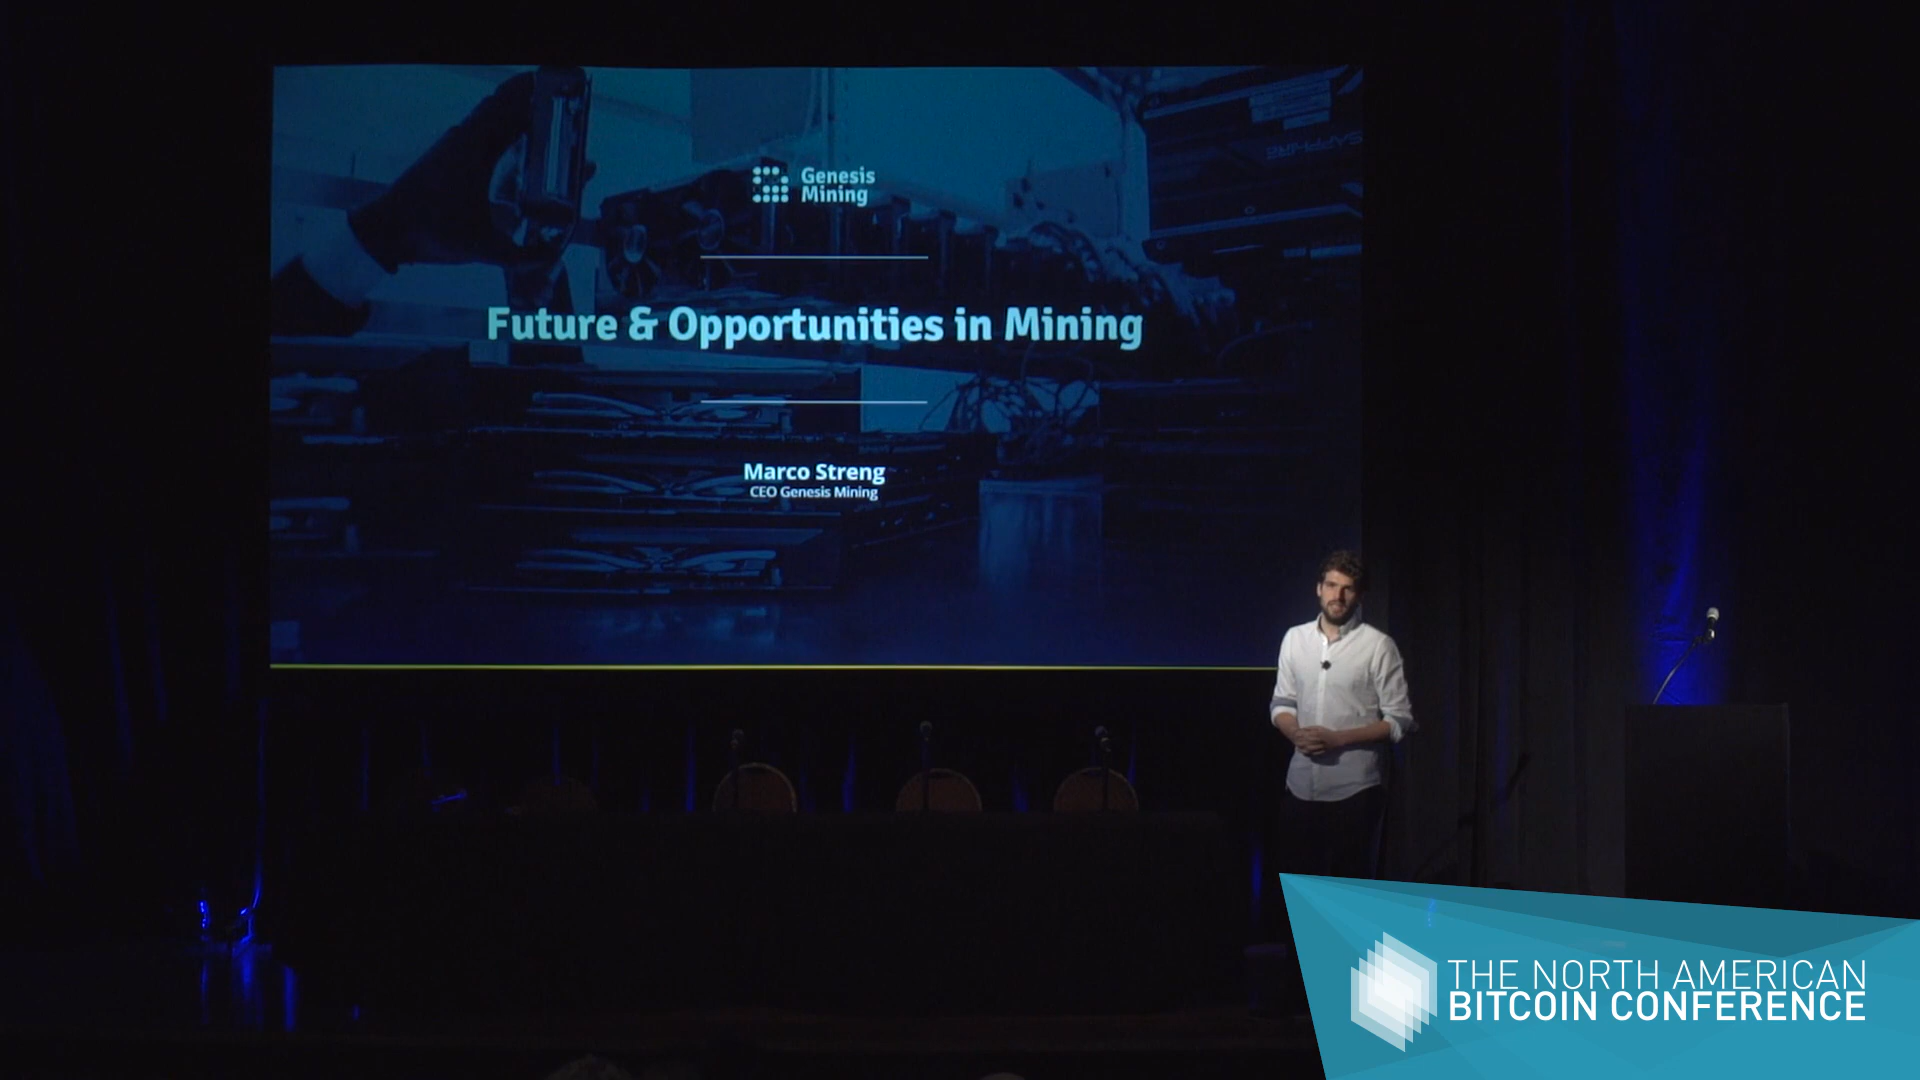 Genesis
Mining
Future & Opportunities in Mining
Marco Streng
CEO Genesis Mining
THE NORTH AMERICAN
BITCOIN CONFERENCE